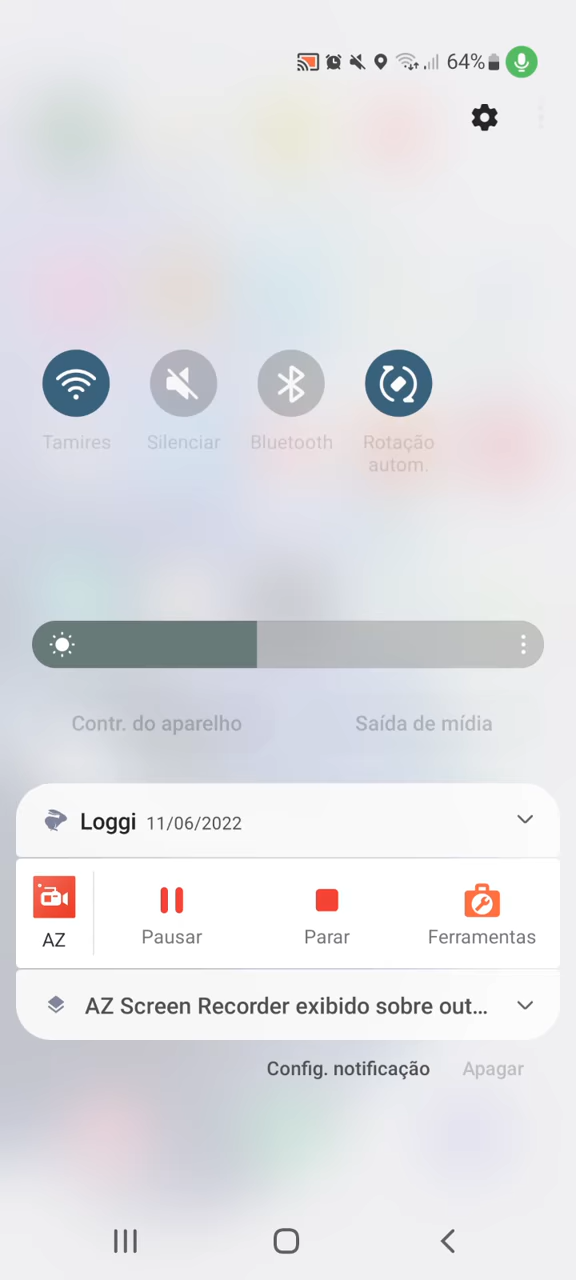 64%
Tamires
Silenciar
Bluetooth
Rotação
autom.
Contr. do aparelho
Saída de mídia
Loggi 11/06/2022
AZ
Pausar
Parar
Ferramentas
AZ Screen Recorder exibido sobre out...
Config. notificação
Apagar